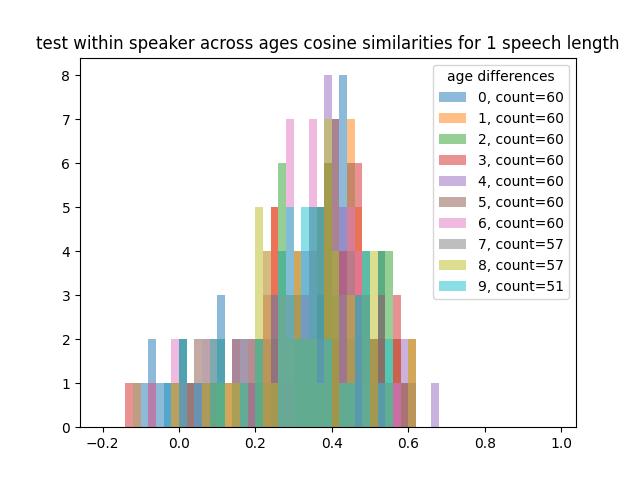 test within speaker across ages cosine similarities for 1 speech length
age differences
0, count=60
1, count=60
2, count=60
3, count=60
4, count=60
5, count=60
6, count=60
7, count=57
8, count=57
9, count=51
8
7
6
5
4
3
2
1
0
−0.2 0.0 0.2 0.4 0.6 0.8 1.0